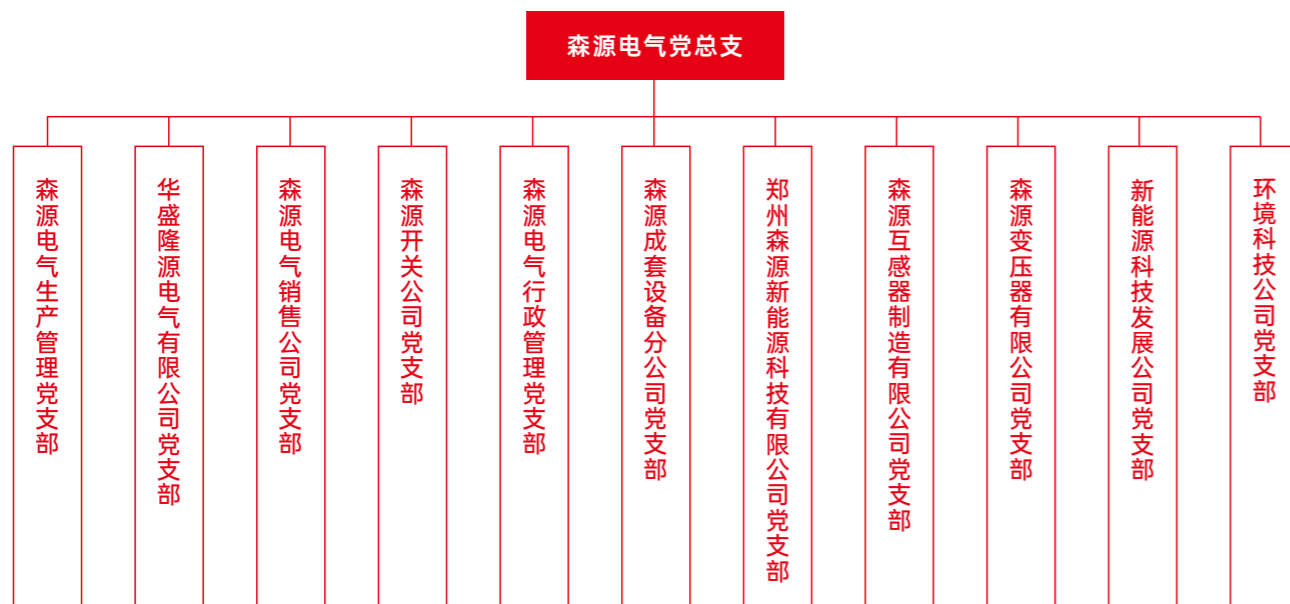 森源电气党总支
森源电气生产管理党支部
华盛隆源电气有限公司党支部
森源电气销售公司党支部
森源开关公司党支部
森源电气行政管理党支部
森源成套设备分公司党支部
郑州森源新能源科技有限公司党支部
森源互感器制造有限公司党支部
森源变压器有限公司党支部
新能源科技发展公司党支部
环境科技公司党支部